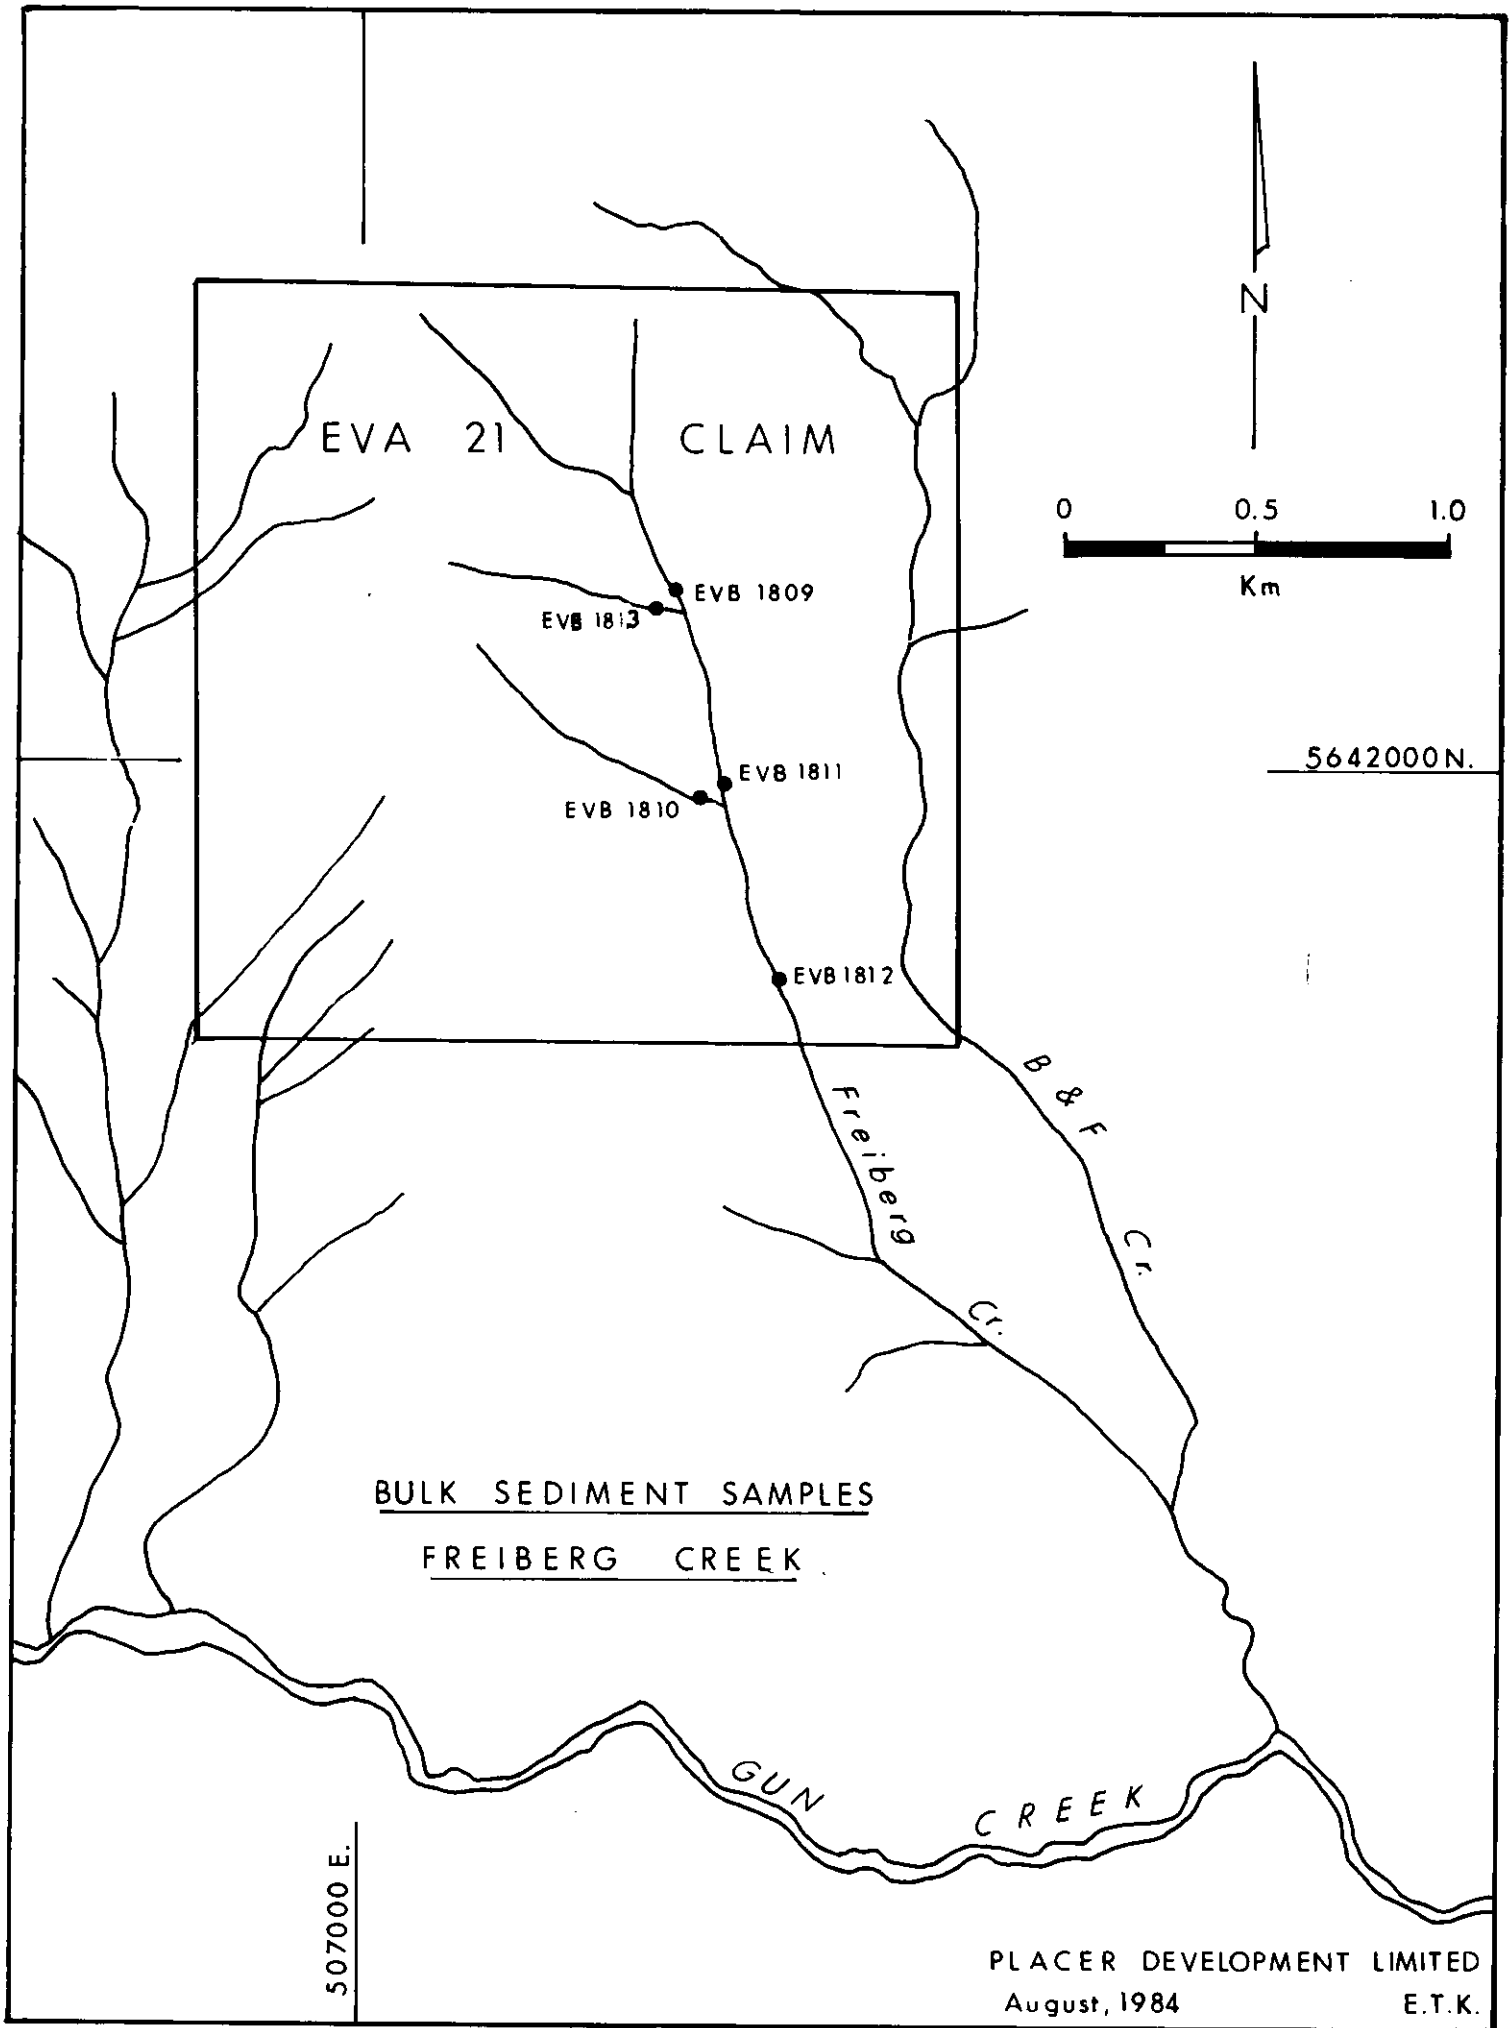 N
EVA 21 CLAIM
0 0.5 1.0
Km
EVB 1809
EVB 1813
5642000N.
EVB 1811
EVB 1810
EVB 1812
B & F Cr.
Freiberg Cr.
BULK SEDIMENT SAMPLES
FREIBERG CREEK
GUN CREEK
507000 E.
PLACER DEVELOPMENT LIMITED
August, 1984 E.T.K.